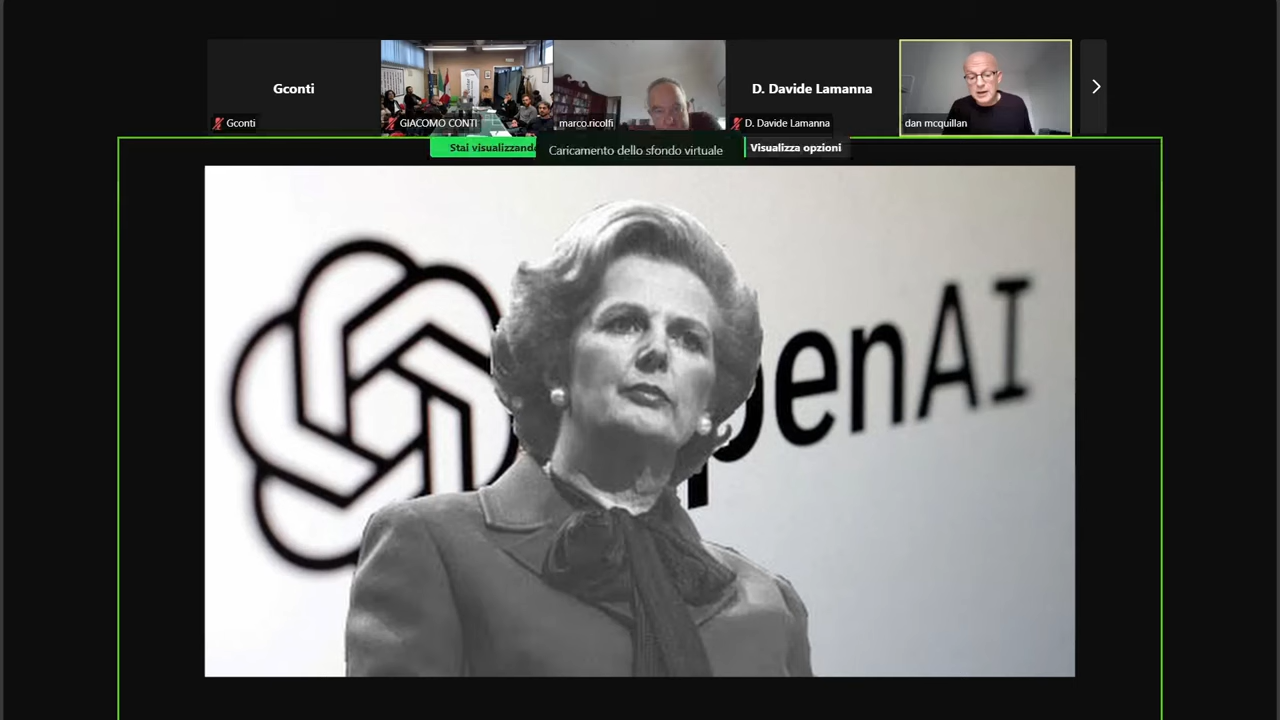 Gconti
D. Davide Lamanna
Gconti
GIACOMO CONTI
marco.ricolfi
D. Davide Lamanna
dan mcquillan
Stai visualizzando
Caricamento dello sfondo virtuale
Visualizza opzioni
penAI